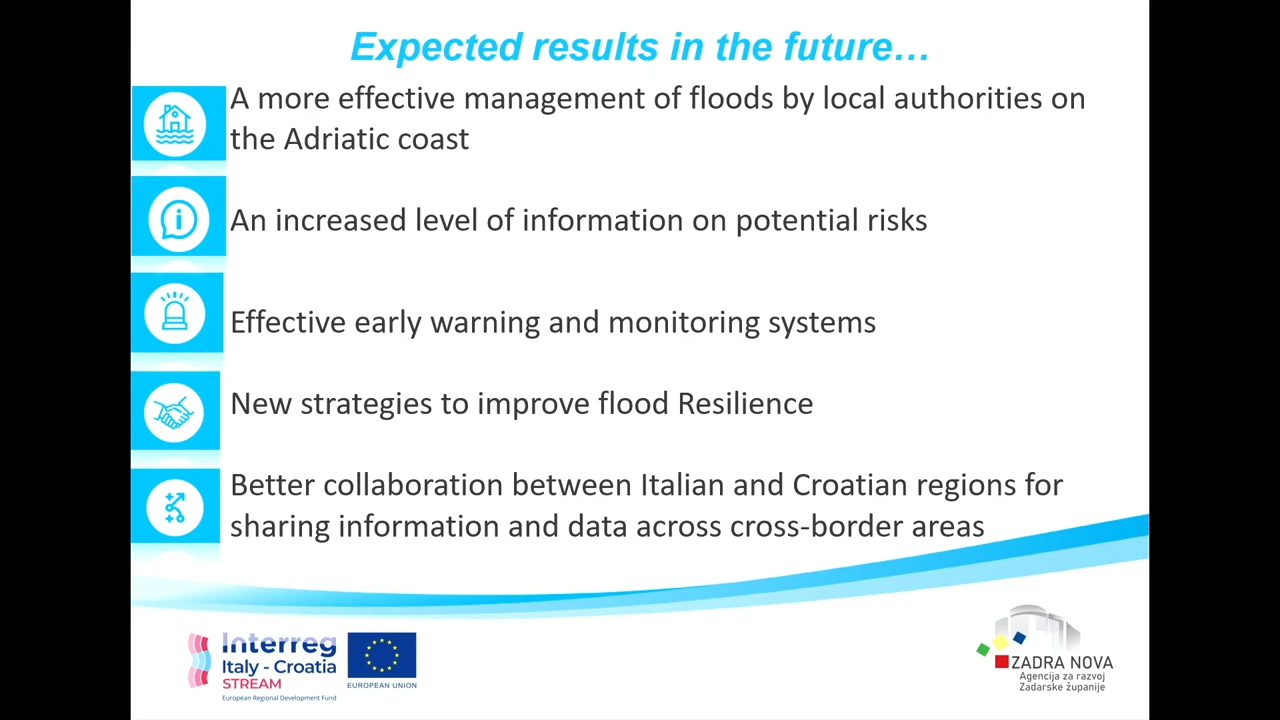 Expected results in the future…
A more effective management of floods by local authorities on
the Adriatic coast
An increased level of information on potential risks
Effective early warning and monitoring systems
New strategies to improve flood Resilience
Better collaboration between Italian and Croatian regions for
sharing information and data across cross-border areas
Interreg
Italy - Croatia
STREAM
European Regional Development Fund
EUROPEAN UNION
ZADRA NOVA
Agencija za razvoj
Zadarske županije